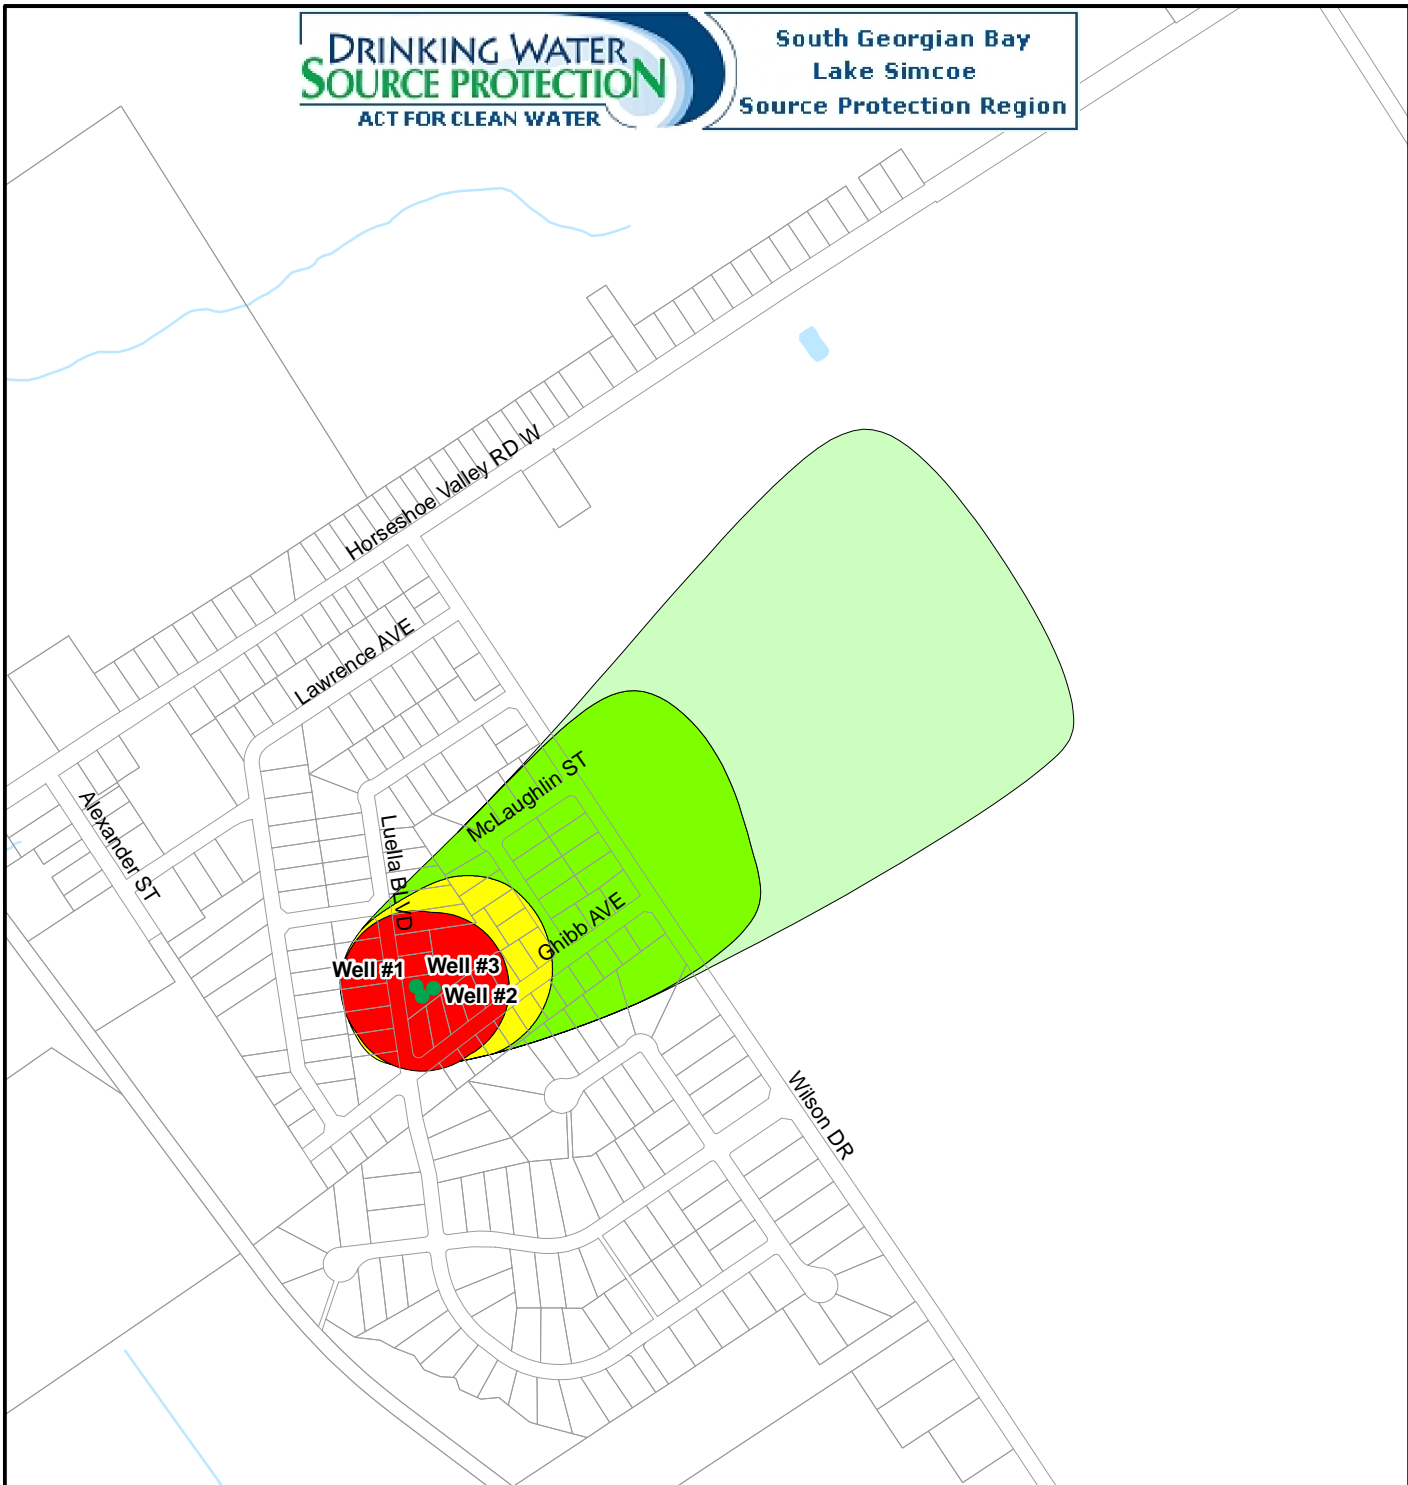 DRINKING WATER
SOURCE PROTECTION
ACT FOR CLEAN WATER
South Georgian Bay
Lake Simcoe
Source Protection Region
Horseshoe Valley RD W
Lawrence AVE
Alexander ST
Luella BLVD
McLaughlin ST
Ghibb AVE
Well #1
Well #3
Well #2
Wilson DR